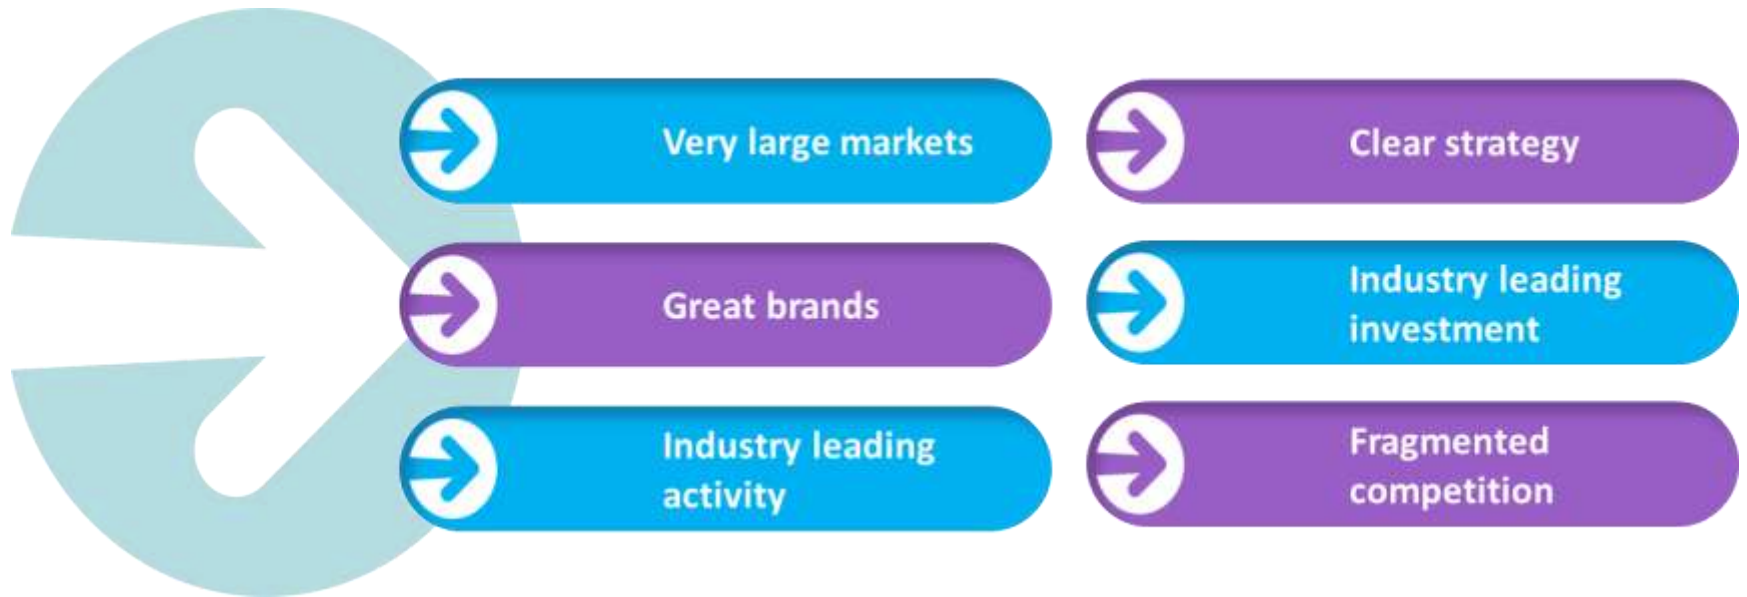 Very large markets
Great brands
Industry leading
activity
Clear strategy
Industry leading
investment
Fragmented
competition